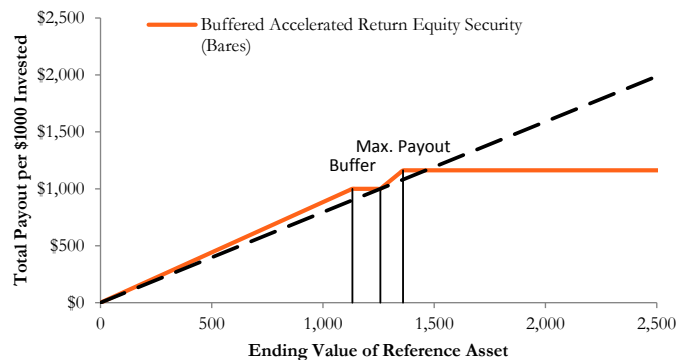 $2,500
Buffered Accelerated Return Equity Security
(Bares)
$2,000
Total Payout per $1000 Invested
$1,500
Max. Payout
Buffer
$1,000
$500
$0
0 500 1,000 1,500 2,000 2,500
Ending Value of Reference Asset